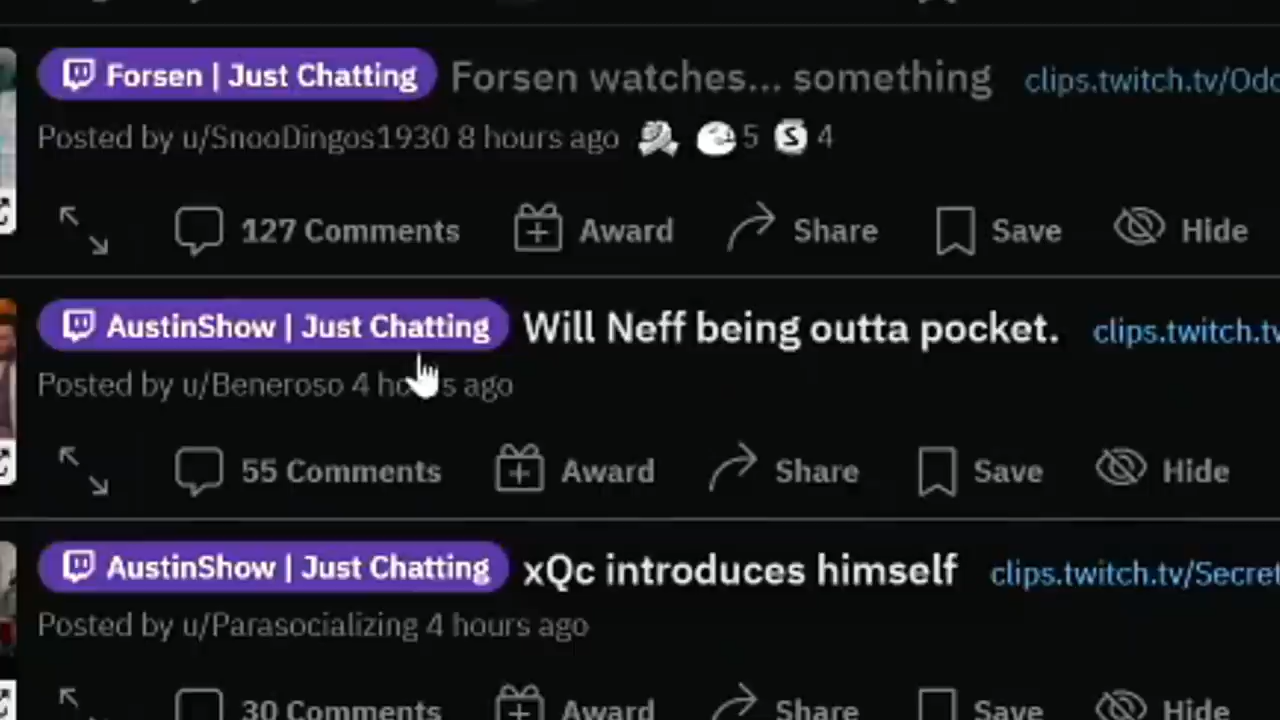 Forsen | Just Chatting Forsen watches... something clips.twitch.tv/Odo
Posted by u/SnooDingos1930 8 hours ago 5 S 4
127 Comments Award Share Save Hide
AustinShow | Just Chatting Will Neff being outta pocket. clips.twitch.tv
Posted by u/Beneroso 4 hours ago
55 Comments Award Share Save Hide
AustinShow | Just Chatting xQc introduces himself clips.twitch.tv/Secret
Posted by u/Parasocializing 4 hours ago
30 Comments Award Share Save Hide